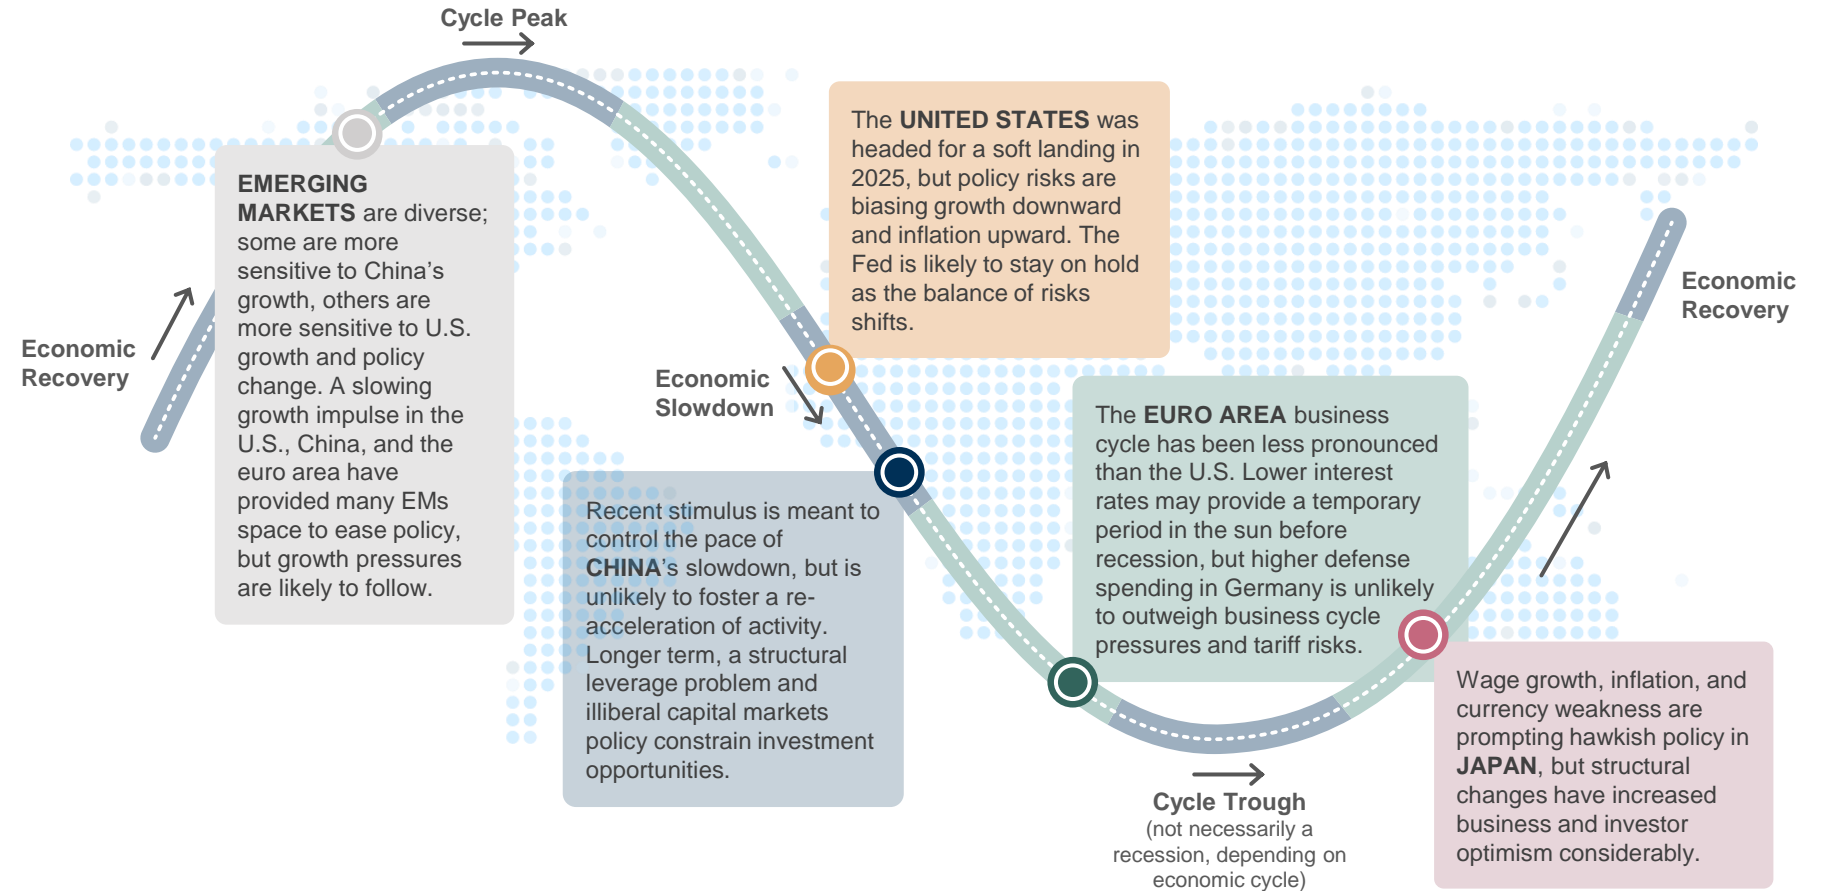 Cycle Peak
EMERGING
MARKETS are diverse;
some are more
sensitive to China’s
growth, others are
more sensitive to U.S.
growth and policy
change. A slowing
growth impulse in the
U.S., China, and the
euro area have
provided many EMs
space to ease policy,
but growth pressures
are likely to follow.
Economic
Recovery
The UNITED STATES was
headed for a soft landing in
2025, but policy risks are
biasing growth downward
and inflation upward. The
Fed is likely to stay on hold
as the balance of risks
shifts.
Economic
Slowdown
Recent stimulus is meant to
control the pace of
CHINA’s slowdown, but is
unlikely to foster a re-
acceleration of activity.
Longer term, a structural
leverage problem and
illiberal capital markets
policy constrain investment
opportunities.
The EURO AREA business
cycle has been less pronounced
than the U.S. Lower interest
rates may provide a temporary
period in the sun before
recession, but higher defense
spending in Germany is unlikely
to outweigh business cycle
pressures and tariff risks.
Cycle Trough
(not necessarily a
recession, depending on
economic cycle)
Economic
Recovery
Wage growth, inflation, and
currency weakness are
prompting hawkish policy in
JAPAN, but structural
changes have increased
business and investor
optimism considerably.